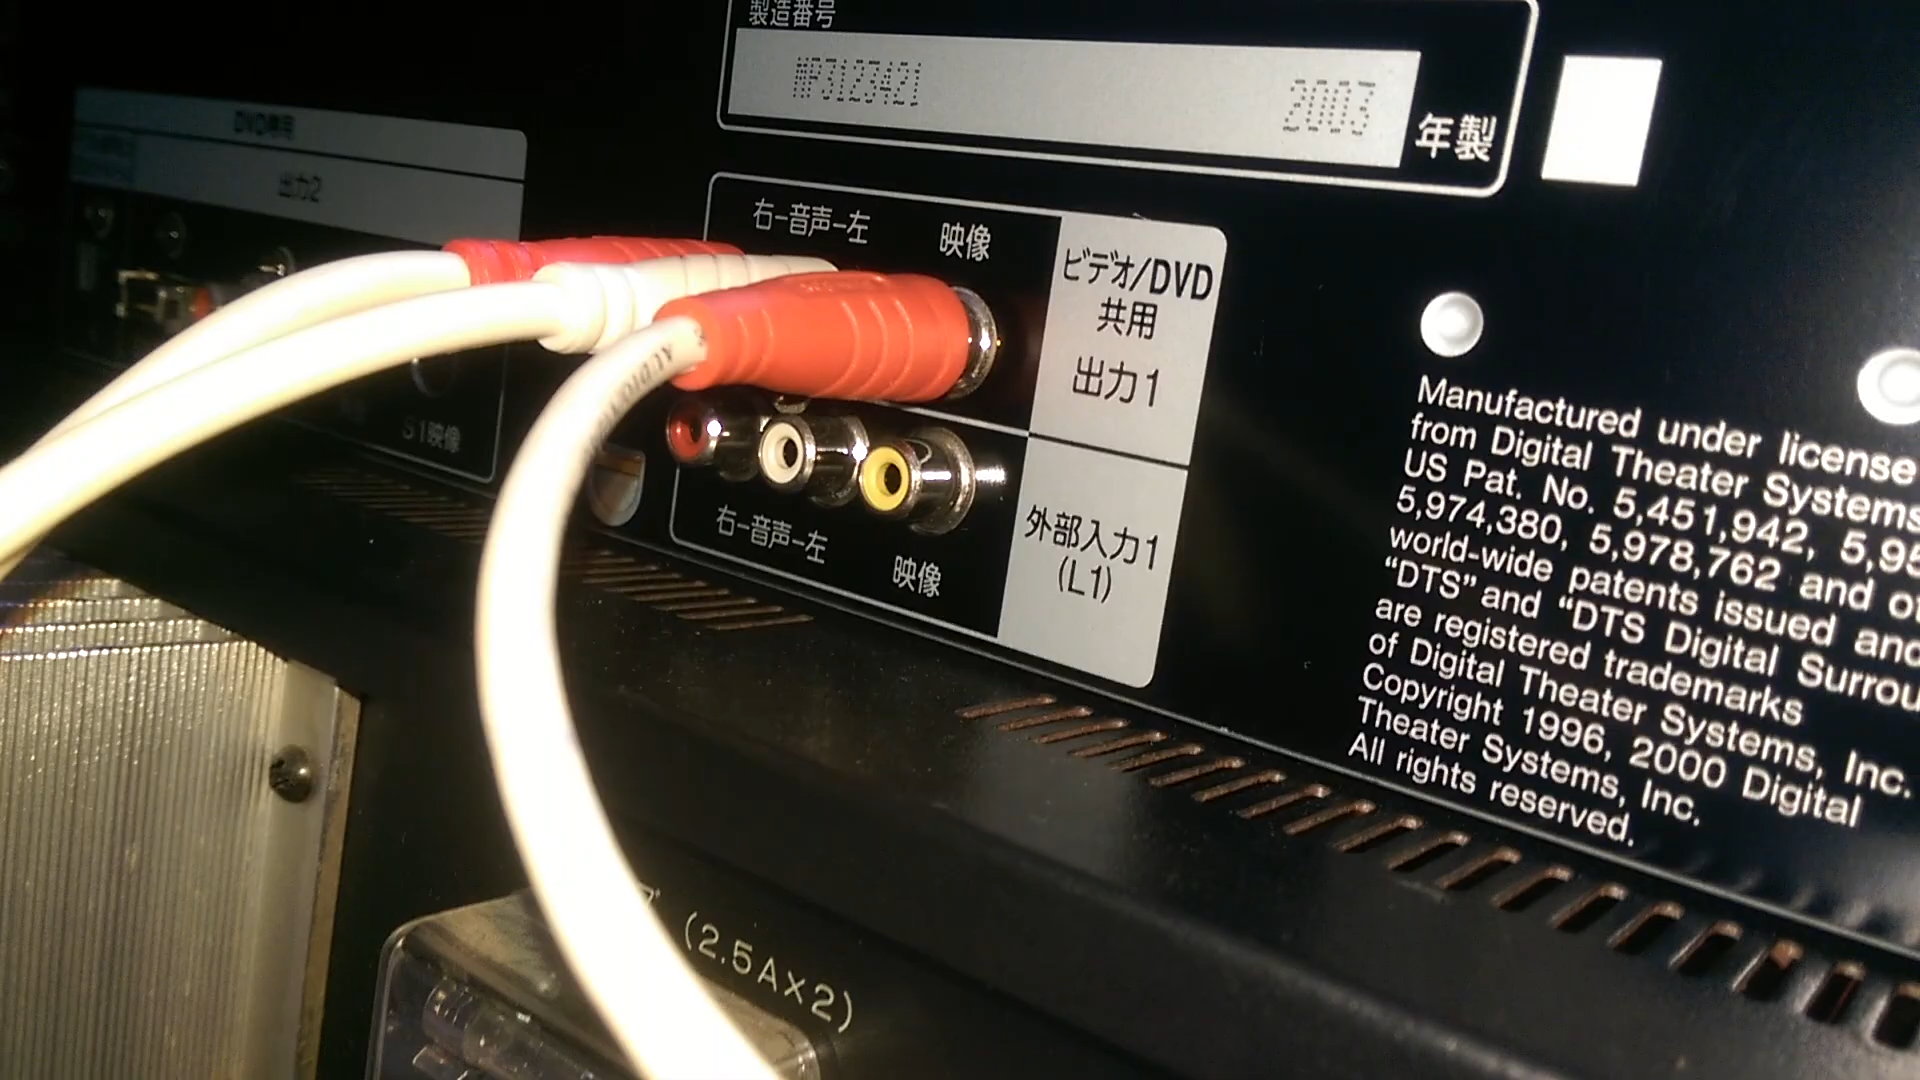 製造番号
2003
年製
DVD専用
出力2
右-音声-左
映像
ビデオ/DVD
共用
出力1
S1映像
右-音声-左
映像
外部入力1
(L1)
Manufactured under license
from Digital Theater Systems
US Pat. No. 5,451,942, 5,95
5,974,380, 5,978,762 and
world-wide patents issued and
“DTS” and “DTS Digital Surrou
are registered trademarks
of Digital Theater Systems, Inc.
Copyright 1996, 2000 Digital
Theater Systems, Inc.
All rights reserved.
(2.5A×2)